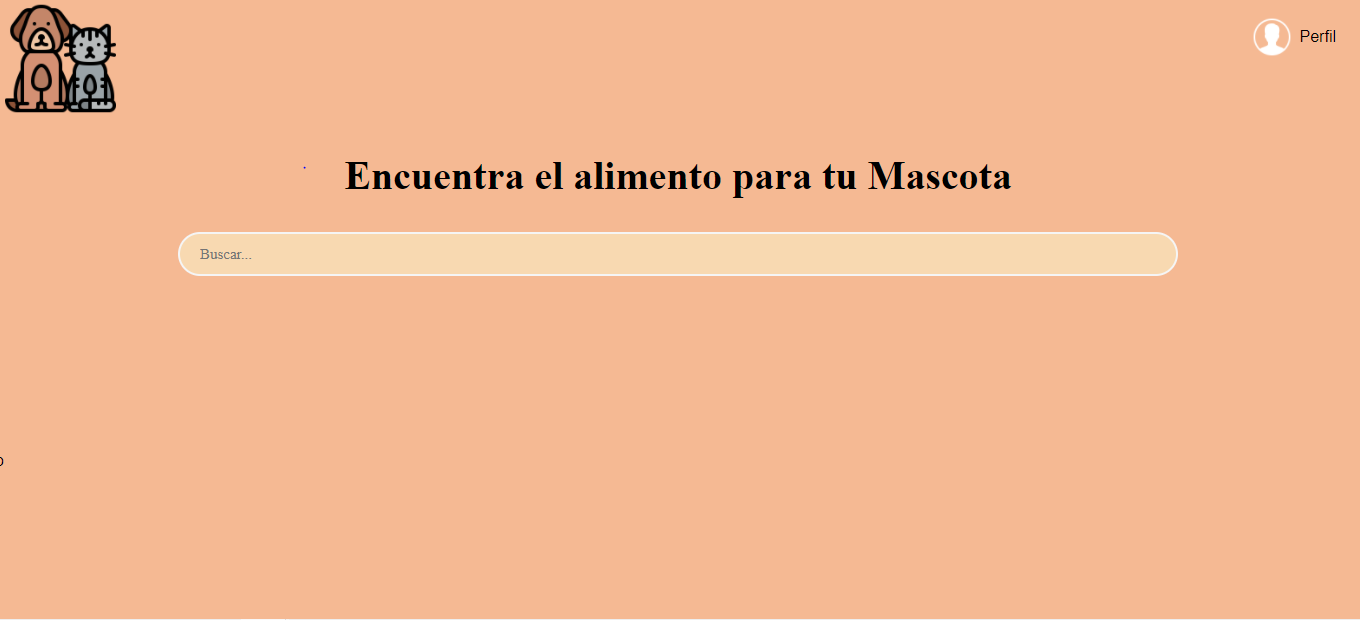 Perfil
Encuentra el alimento para tu Mascota
Buscar...
o